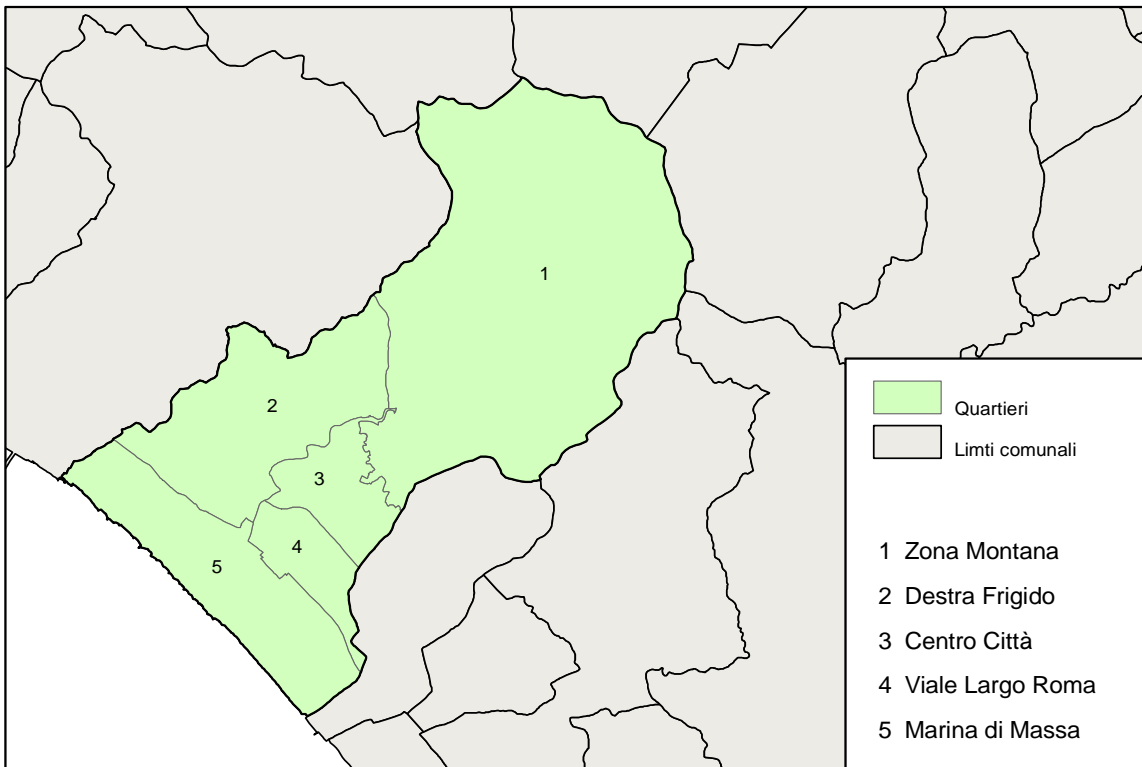 1
2
3
4
5
Quartieri
Limti comunali
1 Zona Montana
2 Destra Frigido
3 Centro Città
4 Viale Largo Roma
5 Marina di Massa